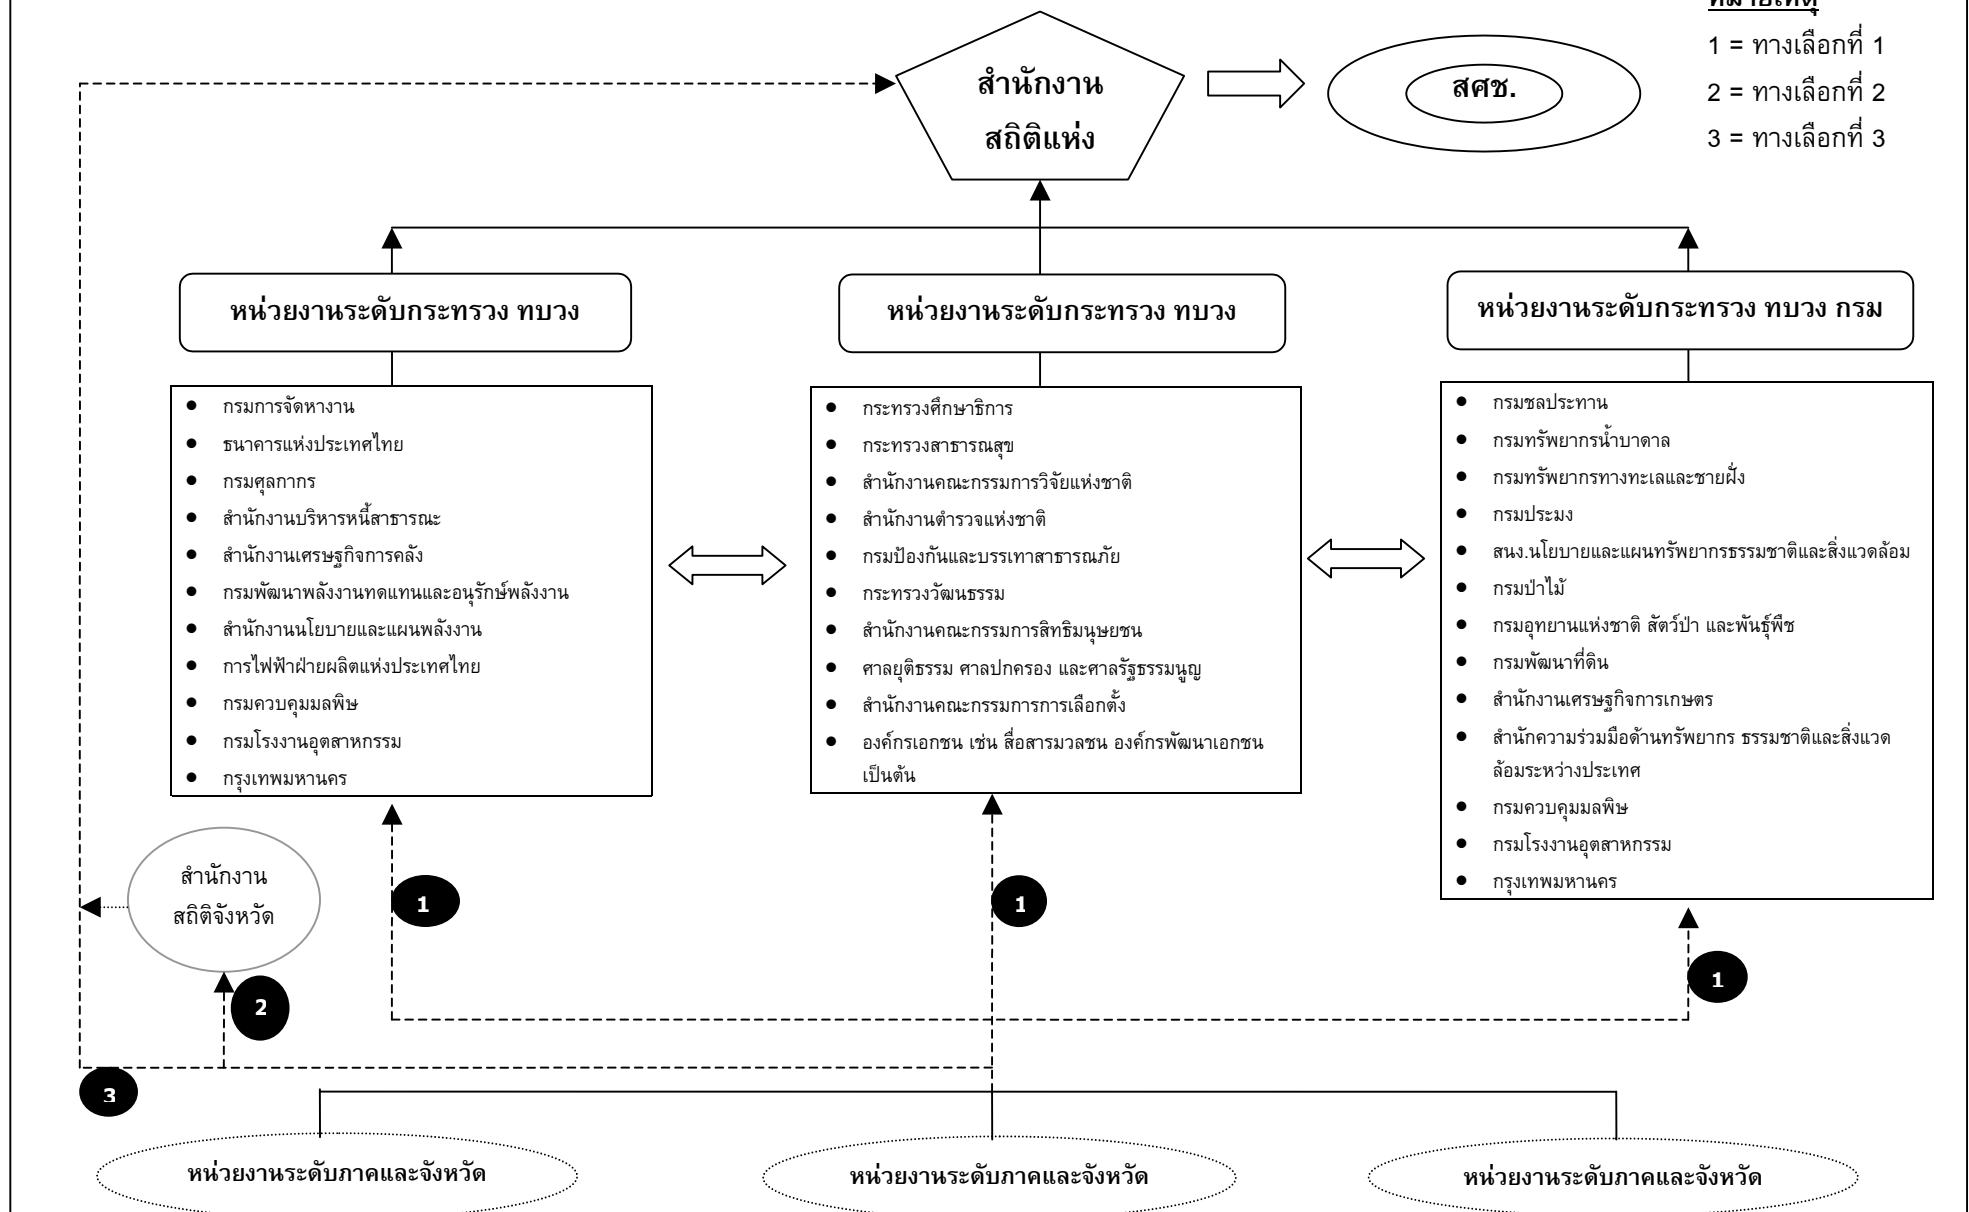 หมายเหตุ
1 = ทางเลือกที่ 1
2 = ทางเลือกที่ 2
3 = ทางเลือกที่ 3
สำนักงาน
สถิติแห่ง
สศช.
หน่วยงานระดับกระทรวง ทบวง
หน่วยงานระดับกระทรวง ทบวง
หน่วยงานระดับกระทรวง ทบวง กรม
● กรมการจัดหางาน
● ธนาคารแห่งประเทศไทย
● กรมศุลกากร
● สำนักงานบริหารหนี้สาธารณะ
● สำนักงานเศรษฐกิจการคลัง
● กรมพัฒนาพลังงานทดแทนและอนุรักษ์พลังงาน
● สำนักงานนโยบายและแผนพลังงาน
● การไฟฟ้าฝ่ายผลิตแห่งประเทศไทย
● กรมควบคุมมลพิษ
● กรมโรงงานอุตสาหกรรม
● กรุงเทพมหานคร
● กระทรวงศึกษาธิการ
● กระทรวงสาธารณสุข
● สำนักงานคณะกรรมการวิจัยแห่งชาติ
● สำนักงานตำรวจแห่งชาติ
● กรมป้องกันและบรรเทาสาธารณภัย
● กระทรวงวัฒนธรรม
● สำนักงานคณะกรรมการสิทธิมนุษยชน
● ศาลยุติธรรม ศาลปกครอง และศาลรัฐธรรมนูญ
● สำนักงานคณะกรรมการการเลือกตั้ง
● องค์กรเอกชน เช่น สื่อสารมวลชน องค์กรพัฒนาเอกชน
เป็นต้น
● กรมชลประทาน
● กรมทรัพยากรน้ำบาดาล
● กรมทรัพยากรทางทะเลและชายฝั่ง
● กรมประมง
● สนง.นโยบายและแผนทรัพยากรธรรมชาติและสิ่งแวดล้อม
● กรมป่าไม้
● กรมอุทยานแห่งชาติ สัตว์ป่า และพันธุ์พืช
● กรมพัฒนาที่ดิน
● สำนักงานเศรษฐกิจการเกษตร
● สำนักความร่วมมือด้านทรัพยากร ธรรมชาติและสิ่งแวด
ล้อมระหว่างประเทศ
● กรมควบคุมมลพิษ
● กรมโรงงานอุตสาหกรรม
● กรุงเทพมหานคร
สำนักงาน
สถิติจังหวัด
1
1
1
2
3
หน่วยงานระดับภาคและจังหวัด
หน่วยงานระดับภาคและจังหวัด
หน่วยงานระดับภาคและจังหวัด